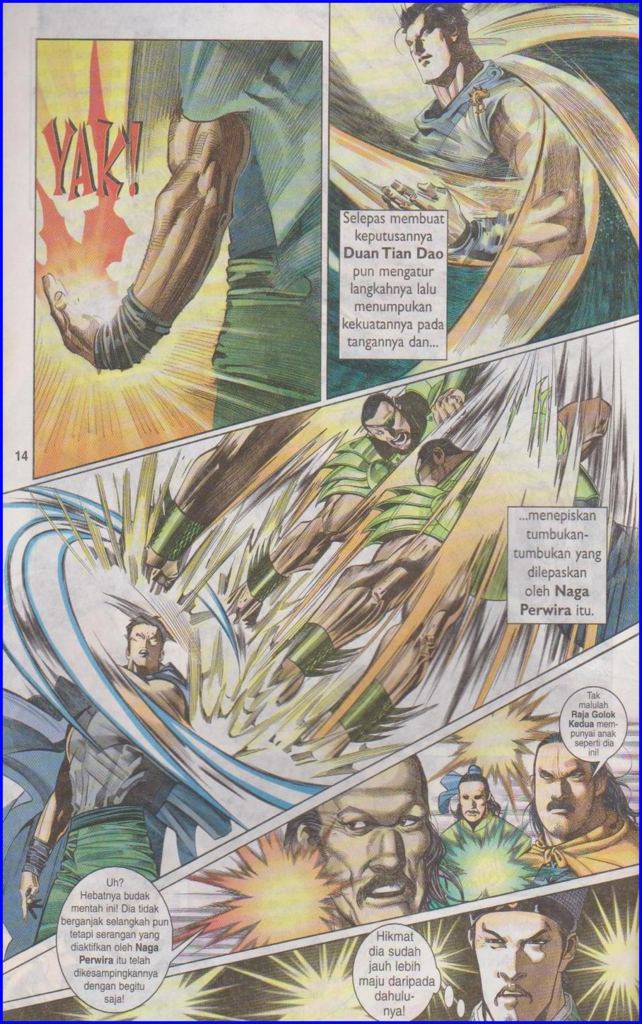 YAK!
Selepas membuat
keputusannya
Duan Tian Dao
pun mengatur
langkahnya lalu
menumpukan
kekuatannya pada
tangannya dan...
14
...menepiskan
tumbukan-
tumbukan yang
dilepaskan
oleh Naga
Perwira itu.
Tak
malulah
Raja Golok
Kedua mem-
punyai anak
seperti dia
ini!
Uh?
Hebatnya budak
mentah ini! Dia tidak
berganjak selangkah pun
tetapi serangan yang
diaktifkan oleh Naga
Perwira itu telah
dikesampingkannya
dengan begitu
saja!
Hikmat
dia sudah
jauh lebih
maju daripada
dahulu-
nya!